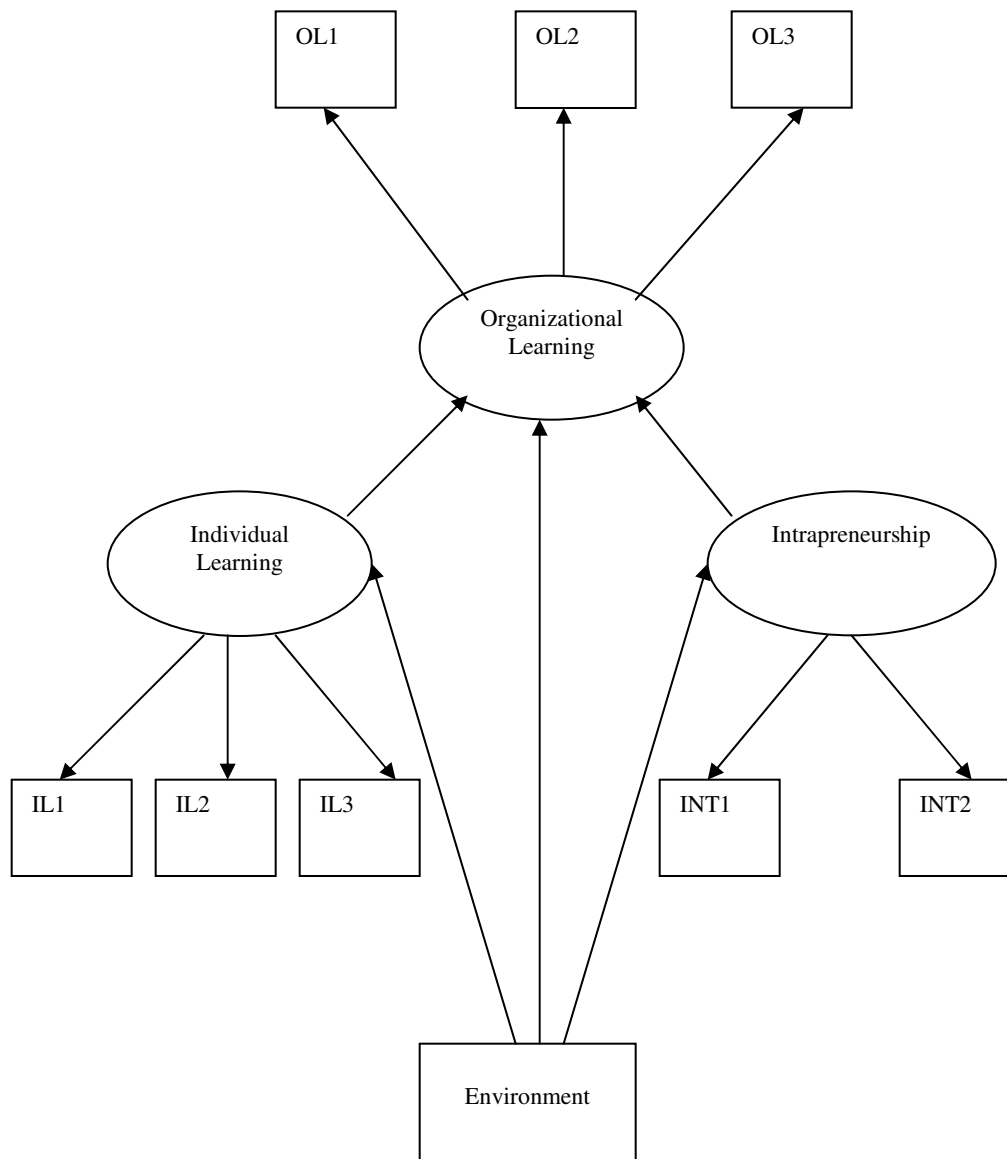 OL1
OL2
OL3
Organizational
Learning
Individual
Learning
Intrapreneurship
IL1
IL2
IL3
INT1
INT2
Environment